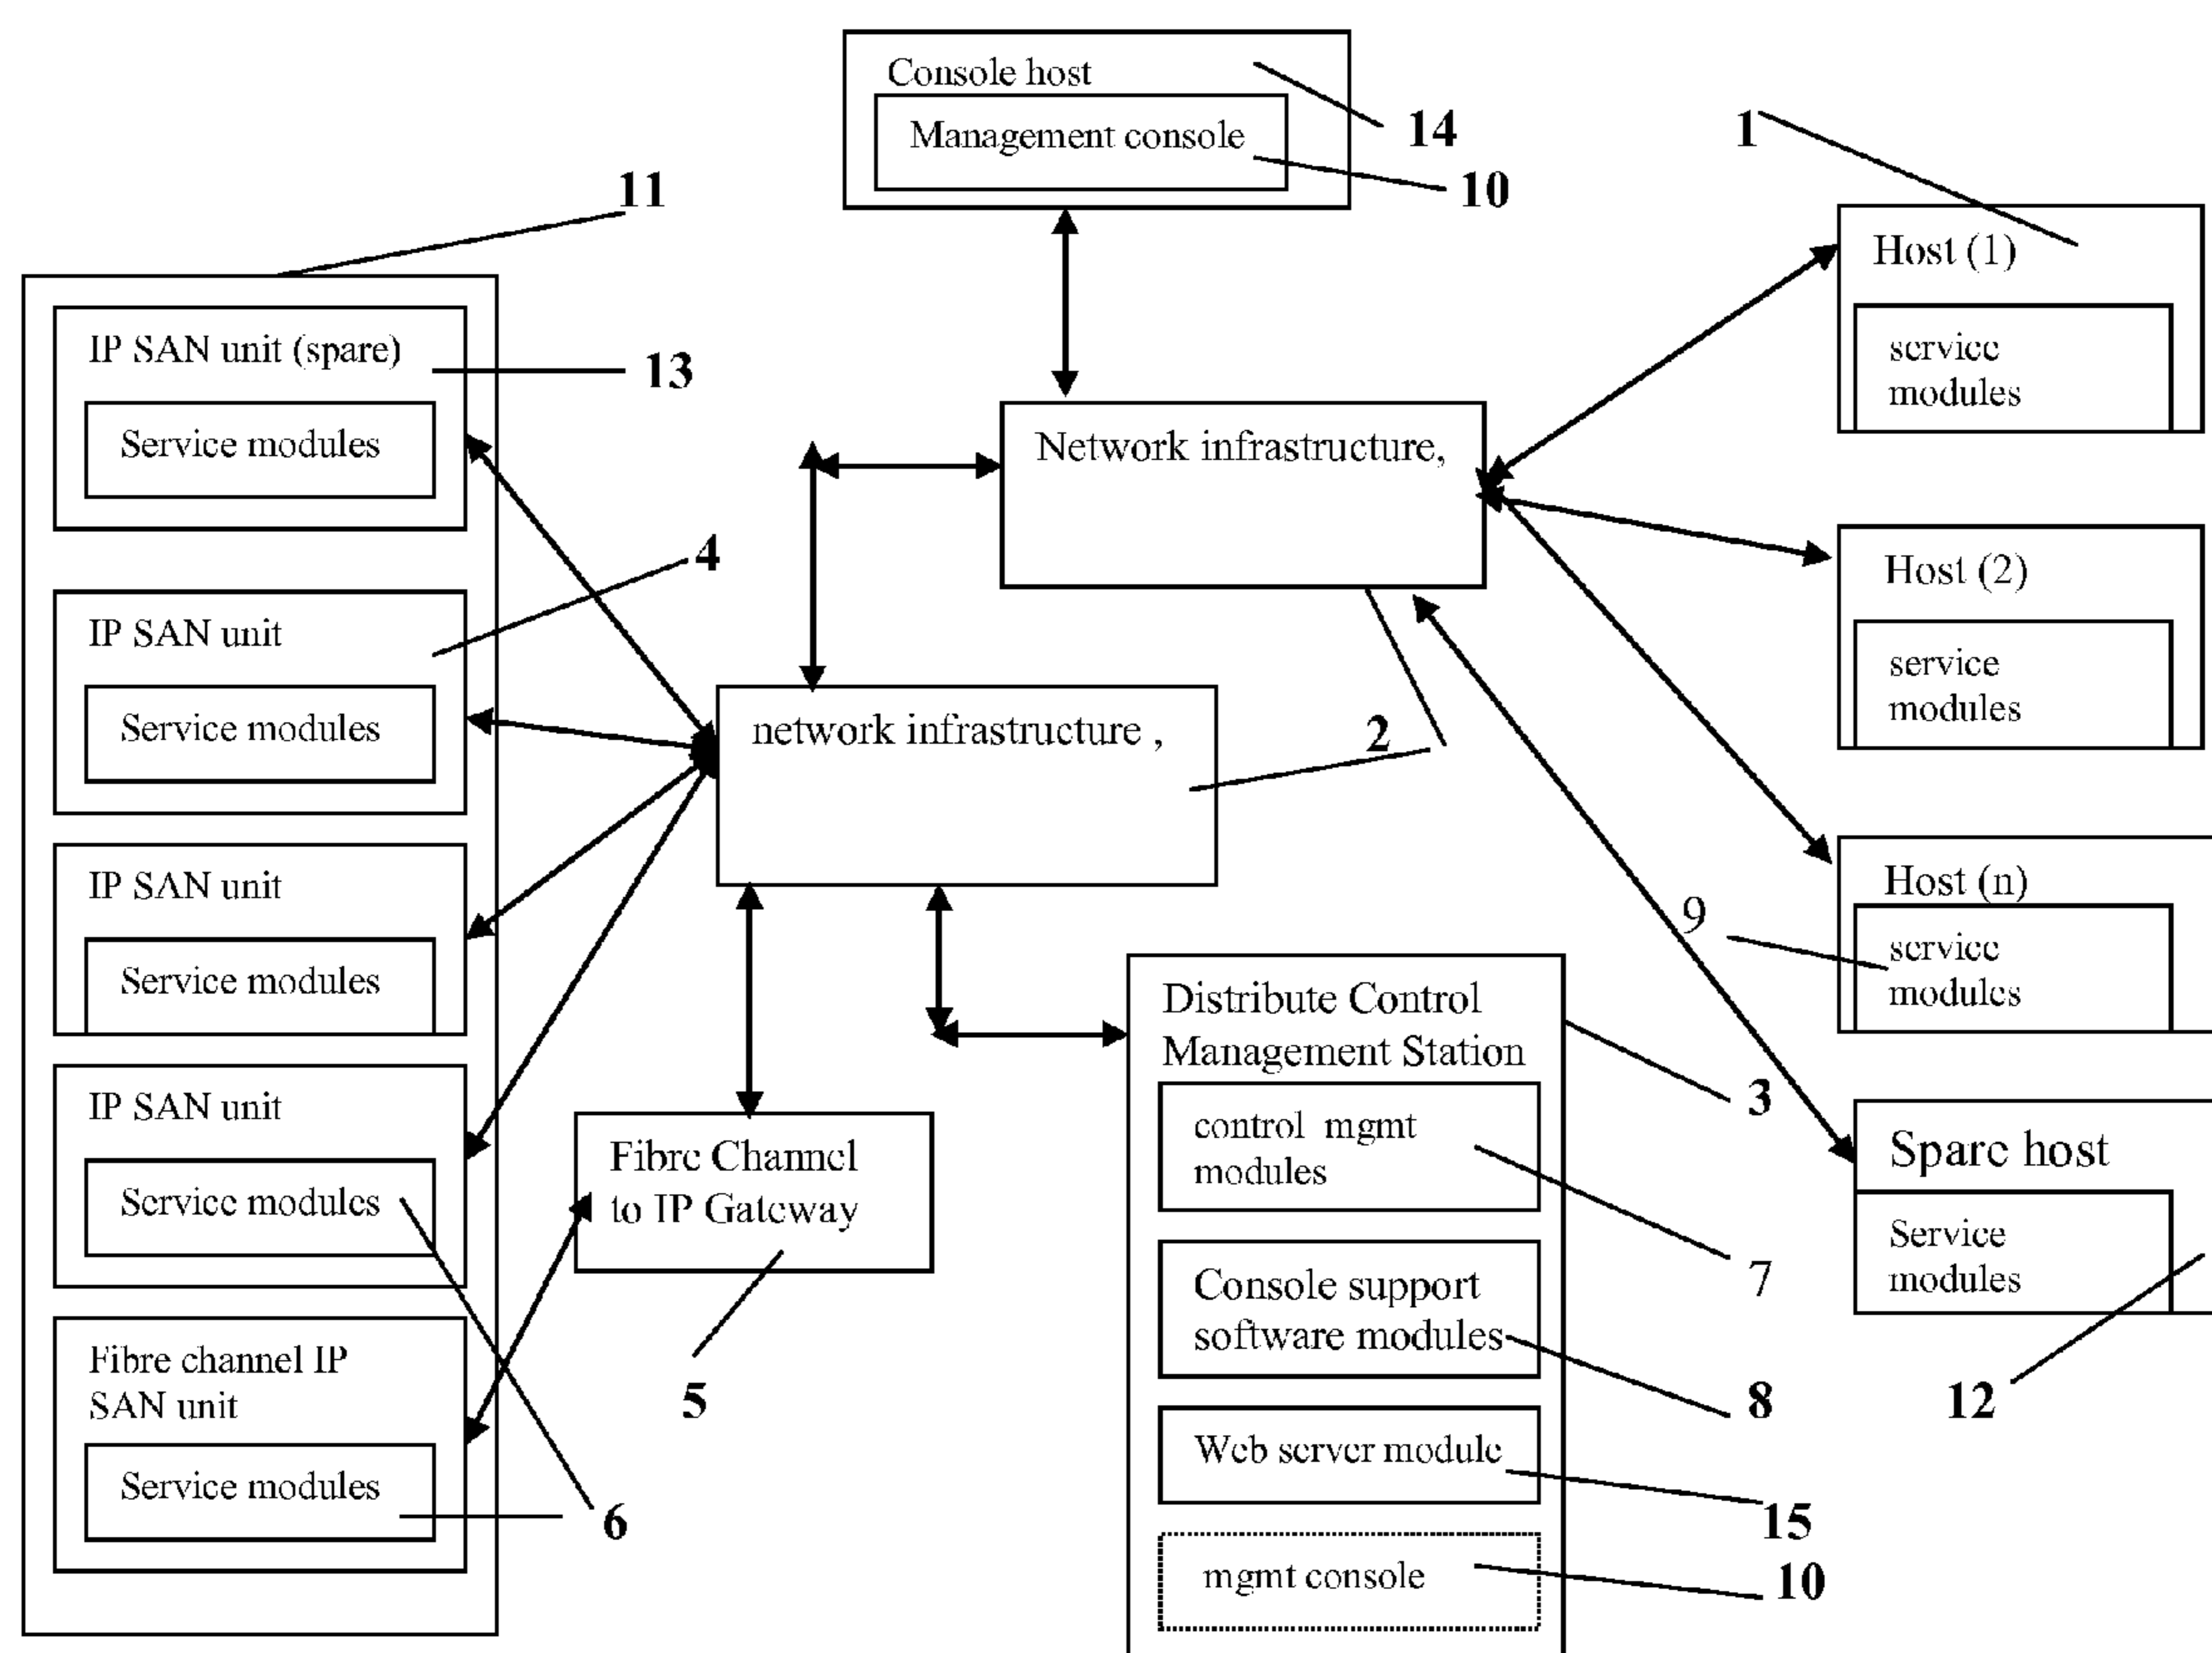 Console host
Management console
14
10
11
IP SAN unit (spare)
Service modules
13
IP SAN unit
Service modules
4
IP SAN unit
Service modules
IP SAN unit
Service modules
Fibre channel IP
SAN unit
Service modules
6
Network infrastructure,
network infrastructure ,
2
Fibre Channel
to IP Gateway
5
Distribute Control
Management Station
control mgmt
modules
Console support
software modules
Web server module
mgmt console
3
7
8
15
10
1
Host (1)
service
modules
Host (2)
service
modules
Host (n)
service
modules
9
Spare host
Service
modules
12